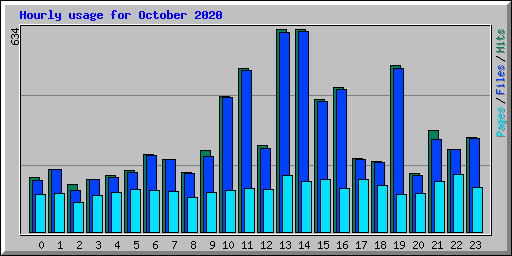 Hourly usage for October 2020
634
Pages / Files / Hits
0 1 2 3 4 5 6 7 8 9 10 11 12 13 14 15 16 17 18 19 20 21 22 23